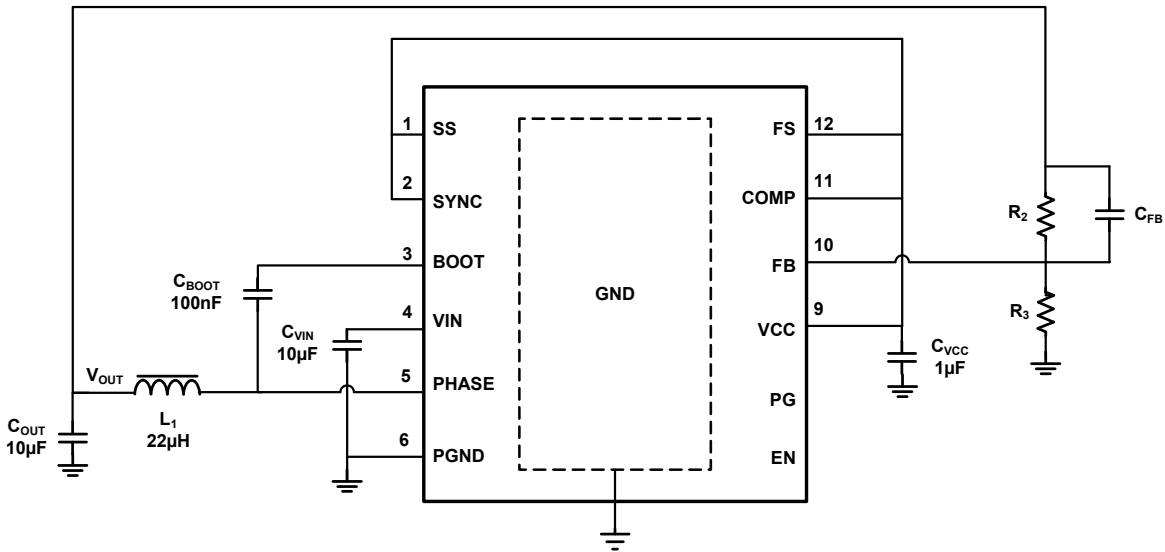 1 SS
2 SYNC
3 BOOT
4 VIN
5 PHASE
6 PGND
GND
FS 12
COMP 11
FB 10
VCC 9
PG
EN
CBOOT
100nF
CVIN
10µF
VOUT
L1
22µH
COUT
10µF
R2
CFB
R3
CVCC
1µF